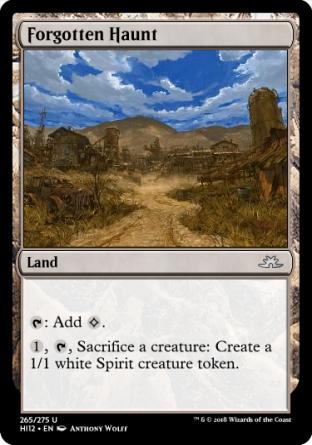 Forgotten Haunt
Land
: Add .
1, , Sacrifice a creature: Create a
1/1 white Spirit creature token.
265/275 U
HI12 • EN Anthony Wolff
™ & © 2018 Wizards of the Coast